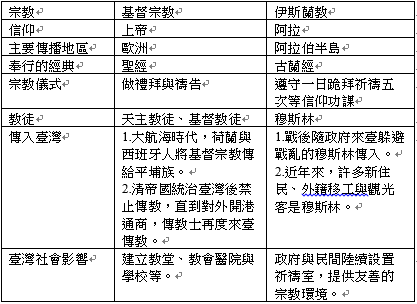 宗教 基督宗教 伊斯蘭教
信仰 上帝 阿拉
主要傳播地區 歐洲 阿拉伯半島
奉行的經典 聖經 古蘭經
宗教儀式 做禮拜與禱告 遵守一日跪拜祈禱五
次等信仰功課
教徒 天主教徒、基督教徒 穆斯林
傳入臺灣 1.大航海時代，荷蘭與
西班牙人將基督宗教傳
給平埔族。
2.清帝國統治臺灣後禁
止傳教，直到對外開港
通商，傳教士再度來臺
傳教。
1.戰後隨政府來臺躲避
戰亂的穆斯林傳入。
2.近年來，許多新住
民、外籍移工與觀光
客是穆斯林。
臺灣社會影響 建立教堂、教會醫院與
學校等。
政府與民間陸續設置
祈禱室，提供友善的
宗教環境。